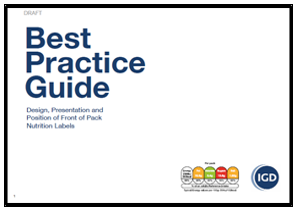 DRAFT
Best
Practice
Guide
Design, Presentation and
Position of Front of Pack
Nutrition Labels
IGD